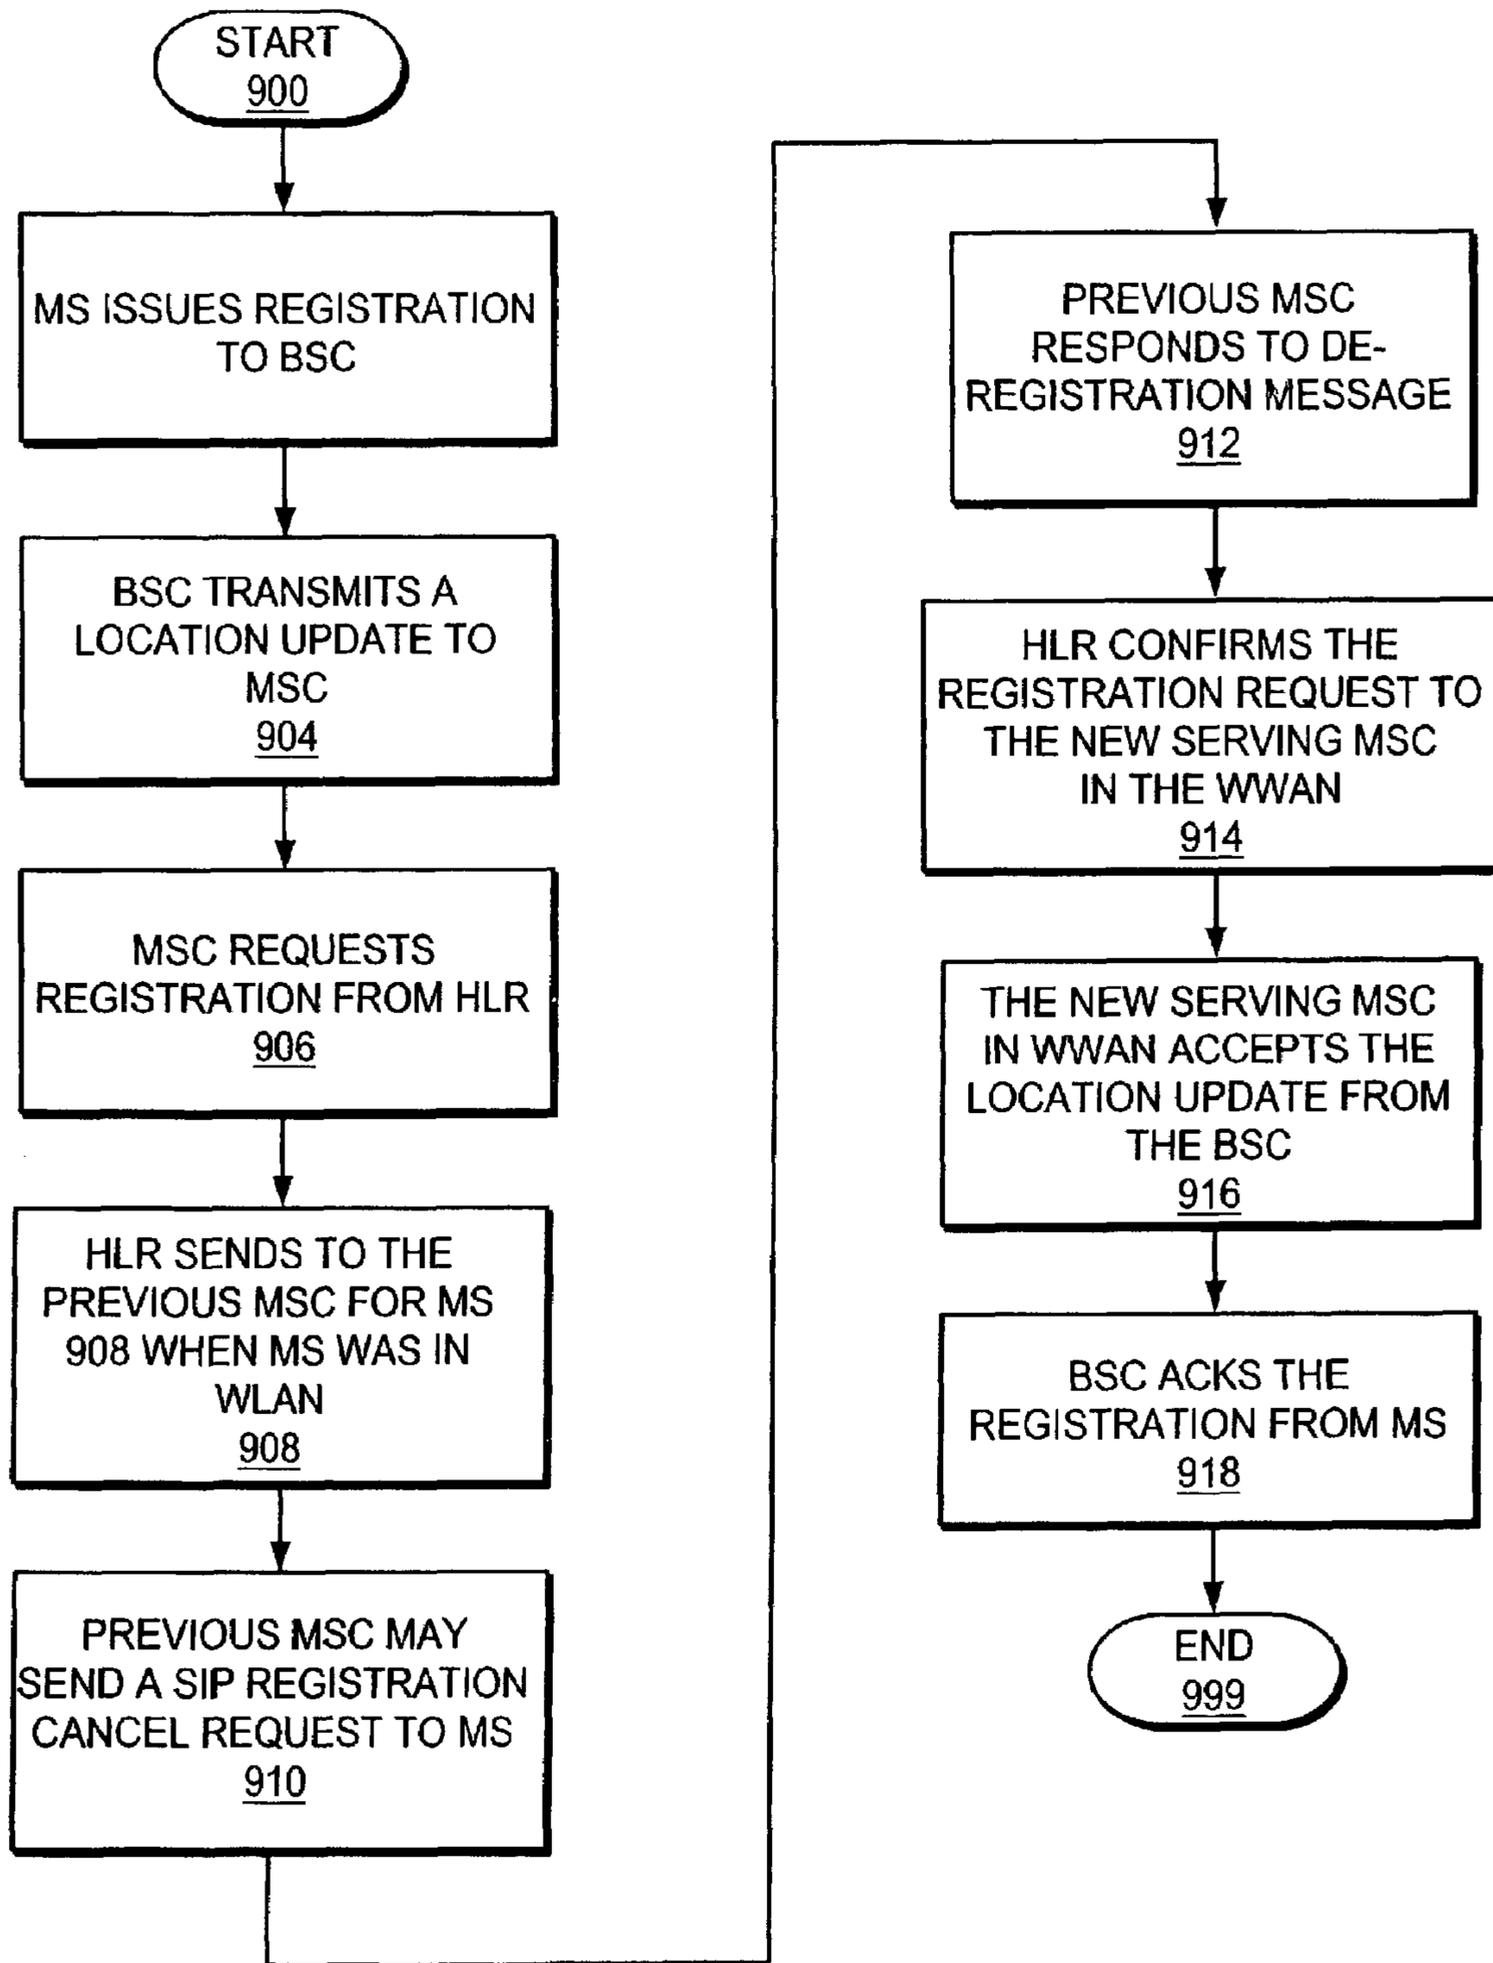 START
900
MS ISSUES REGISTRATION
TO BSC
BSC TRANSMITS A
LOCATION UPDATE TO
MSC
904
MSC REQUESTS
REGISTRATION FROM HLR
906
HLR SENDS TO THE
PREVIOUS MSC FOR MS
908 WHEN MS WAS IN
WLAN
908
PREVIOUS MSC MAY
SEND A SIP REGISTRATION
CANCEL REQUEST TO MS
910
PREVIOUS MSC
RESPONDS TO DE-
REGISTRATION MESSAGE
912
HLR CONFIRMS THE
REGISTRATION REQUEST TO
THE NEW SERVING MSC
IN THE WWAN
914
THE NEW SERVING MSC
IN WWAN ACCEPTS THE
LOCATION UPDATE FROM
THE BSC
916
BSC ACKS THE
REGISTRATION FROM MS
918
END
999